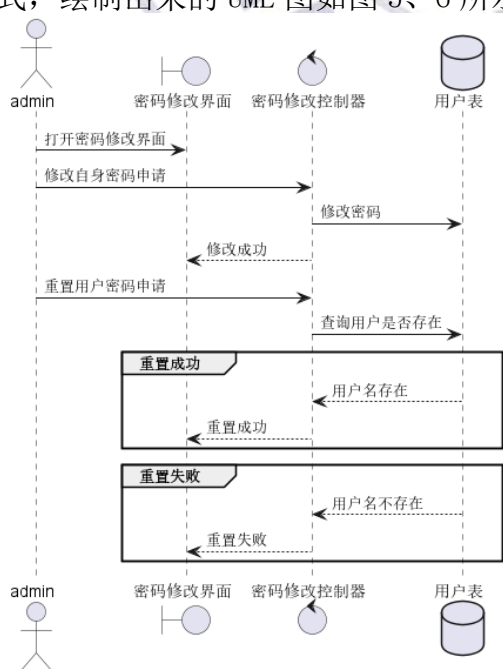 式，绘制出来的 UML 图如图 5、6 所示
admin
密码修改界面
密码修改控制器
用户表
打开密码修改界面
修改自身密码申请
修改密码
修改成功
重置用户密码申请
查询用户是否存在
重置成功
用户名存在
重置成功
重置失败
用户名不存在
重置失败
admin
密码修改界面
密码修改控制器
用户表